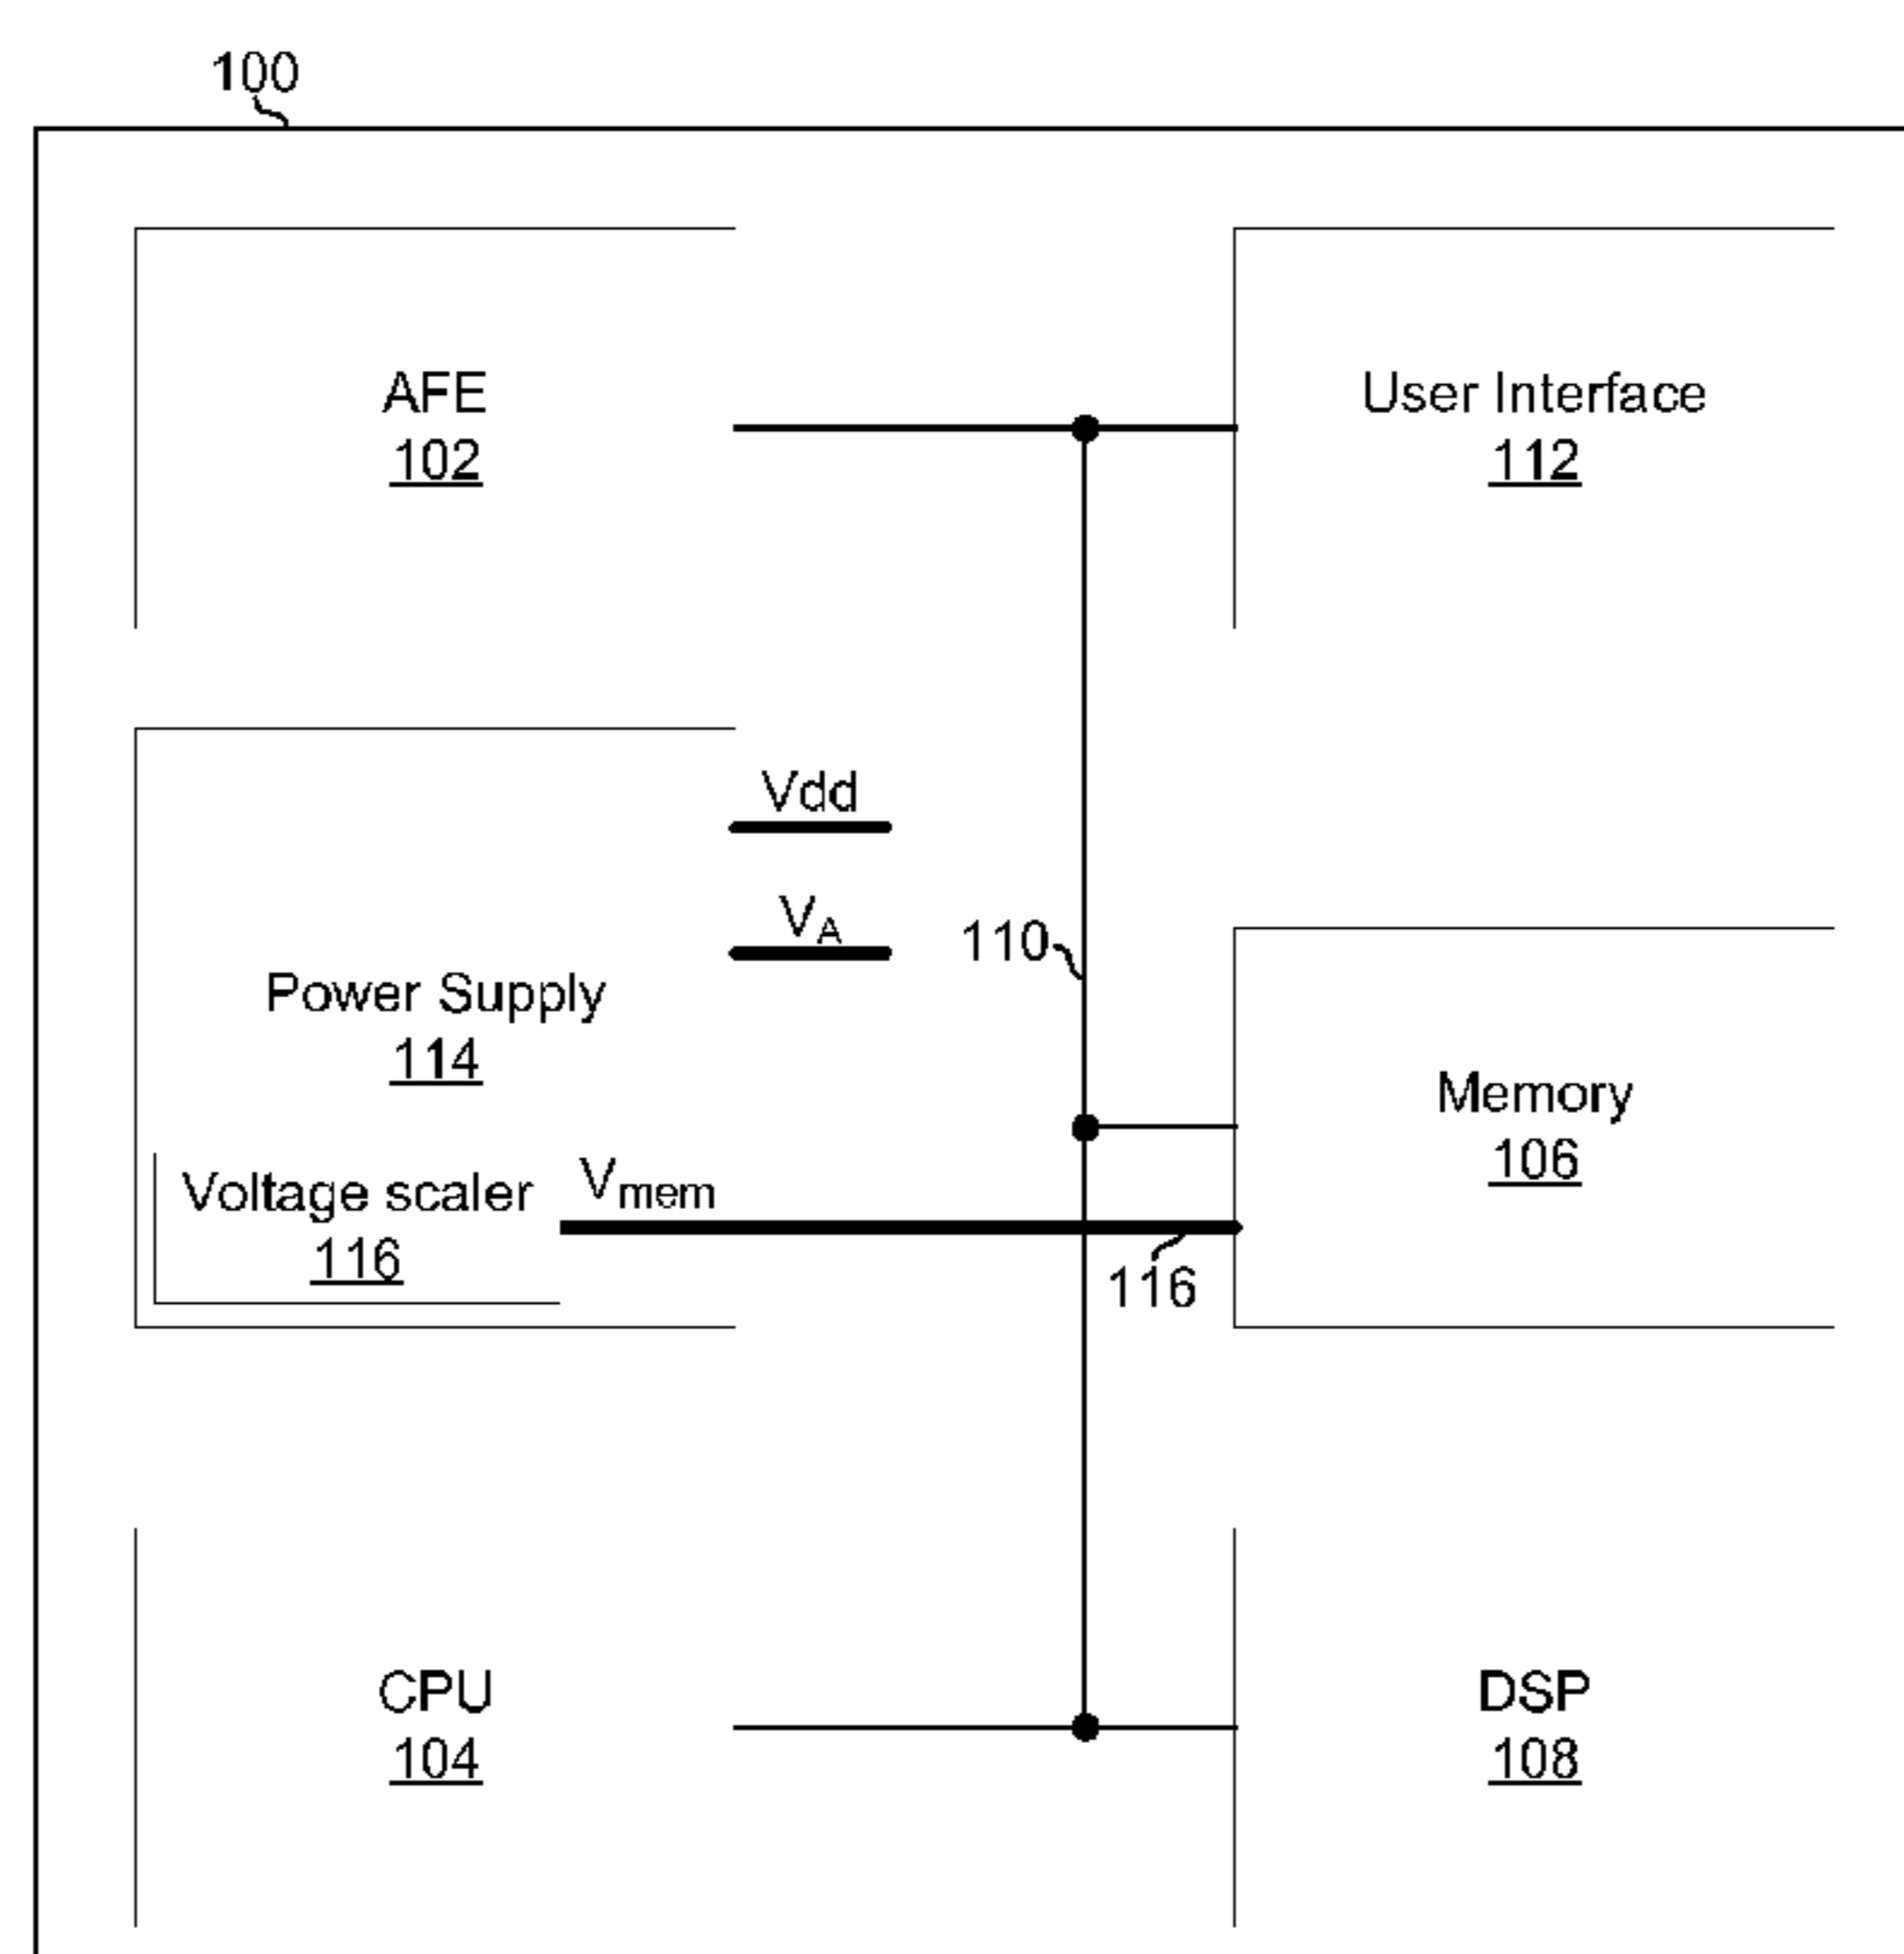 100
AFE
102
User Interface
112
Vdd
VA
110
Power Supply
114
Memory
106
Voltage scaler
116
Vmem
116
CPU
104
DSP
108